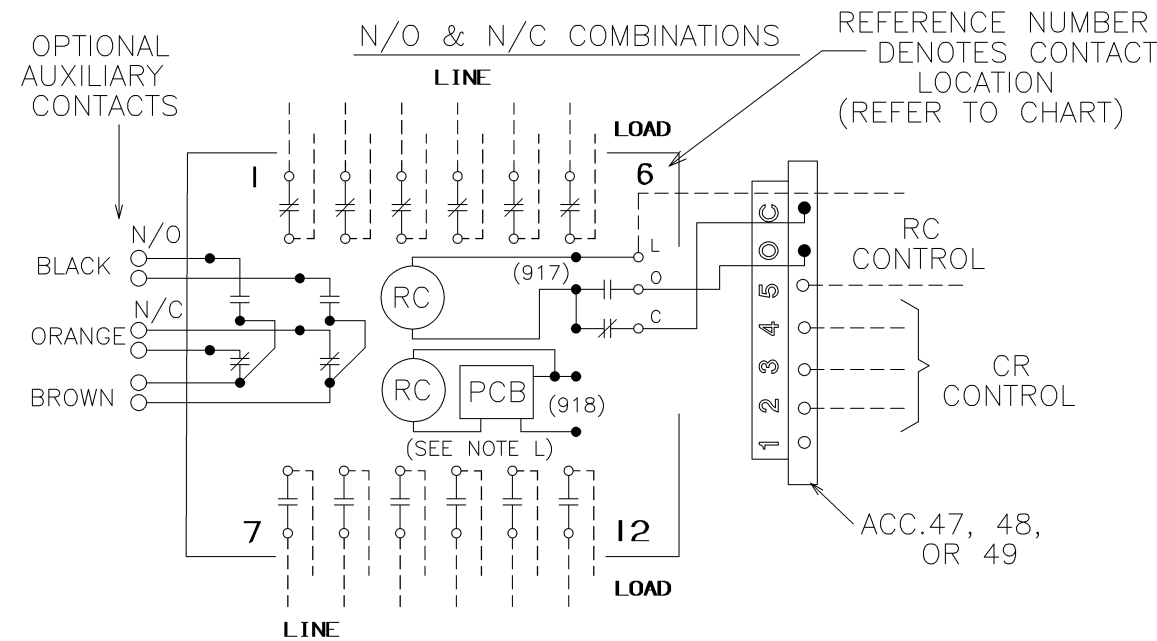 N/O & N/C COMBINATIONS
REFERENCE NUMBER
DENOTES CONTACT
LOCATION
(REFER TO CHART)
OPTIONAL
AUXILIARY
CONTACTS
LINE
LOAD
1
6
N/O
BLACK
N/C
ORANGE
BROWN
RC
(917)
L
O
C
RC
PCB
(918)
(SEE NOTE L)
C
O
5
4
3
2
1
RC
CONTROL
CR
CONTROL
7
12
LOAD
LINE
ACC.47, 48,
OR 49